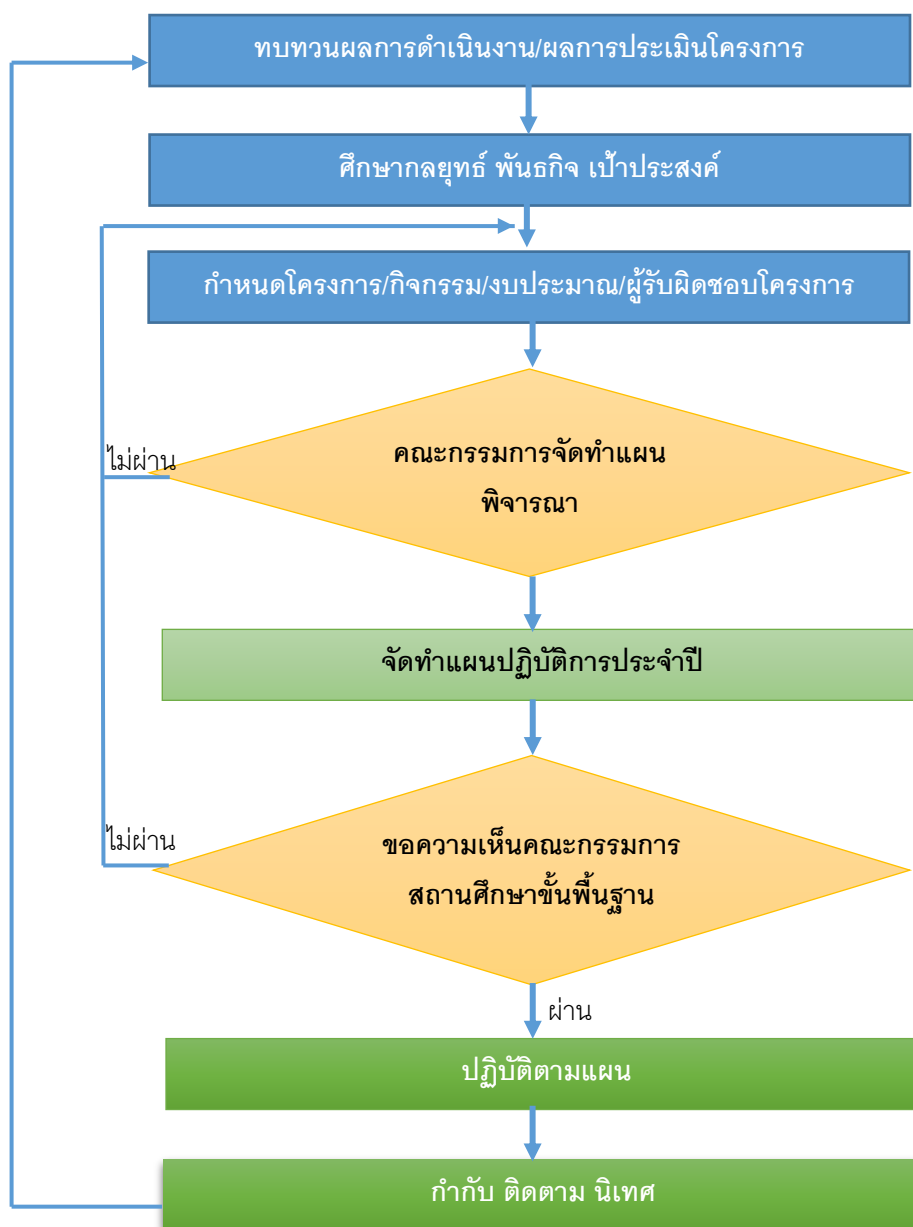 ทบทวนผลการดำเนินงาน/ผลการประเมินโครงการ
ศึกษากลยุทธ์ พันธกิจ เป้าประสงค์
กำหนดโครงการ/กิจกรรม/งบประมาณ/ผู้รับผิดชอบโครงการ
คณะกรรมการจัดทำแผน
พิจารณา
ไม่ผ่าน
จัดทำแผนปฏิบัติการประจำปี
ขอความเห็นคณะกรรมการ
สถานศึกษาขั้นพื้นฐาน
ไม่ผ่าน
ผ่าน
ปฏิบัติตามแผน
กำกับ ติดตาม นิเทศ